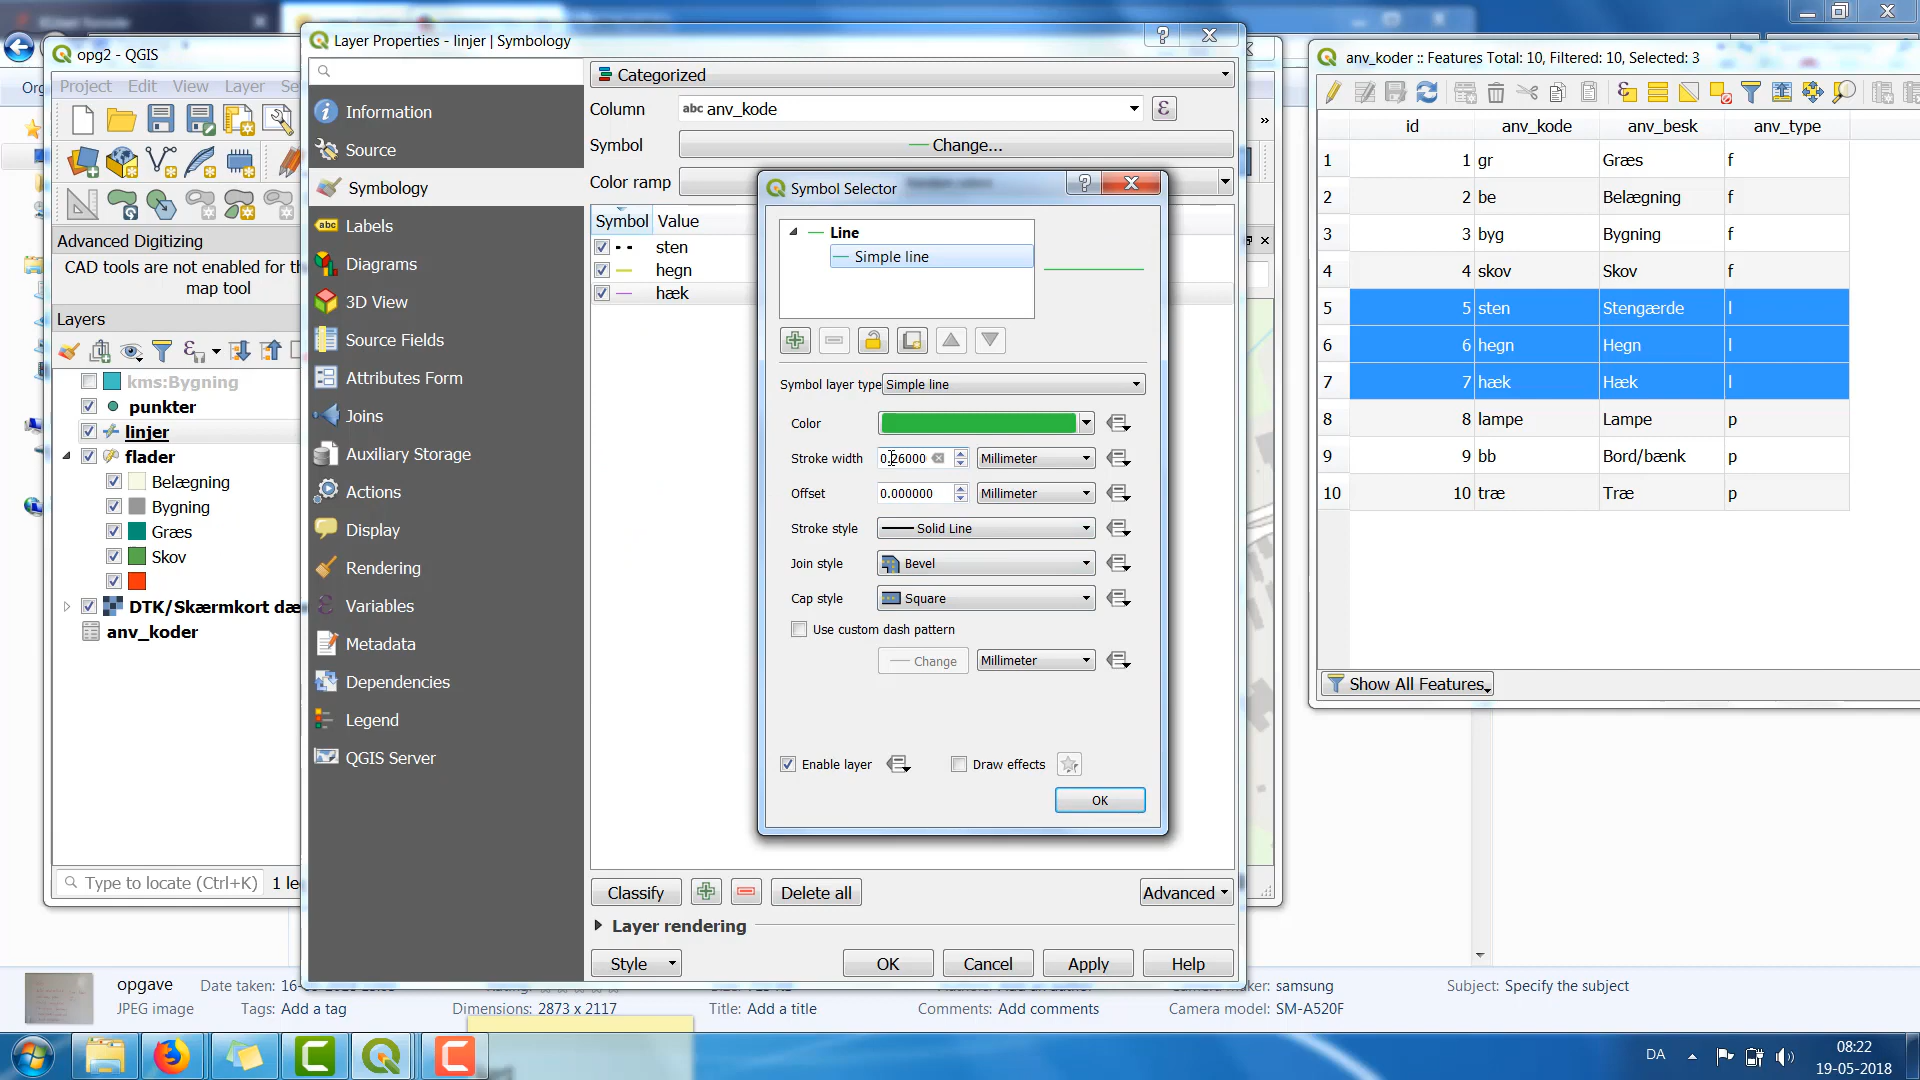 opg2 - QGIS
Project Edit View Layer Se
Advanced Digitizing
CAD tools are not enabled for th
map tool
Layers
kms:Bygning
punkter
linjer
flader
Belægning
Bygning
Græs
Skov
DTK/Skærmkort dæ
anv_koder
Type to locate (Ctrl+K)
1 le
Layer Properties - linjer | Symbology
Information
Source
Symbology
Labels
Diagrams
3D View
Source Fields
Attributes Form
Joins
Auxiliary Storage
Actions
Display
Rendering
Variables
Metadata
Dependencies
Legend
QGIS Server
Categorized
Column abc anv_kode
Symbol Change...
Color ramp
Symbol Value
sten
hegn
hæk
Classify Delete all Advanced
Layer rendering
Style OK Cancel Apply Help
Symbol Selector
Line
Simple line
Symbol layer type Simple line
Color
Stroke width 0.26000 Millimeter
Offset 0.000000 Millimeter
Stroke style Solid Line
Join style Bevel
Cap style Square
Use custom dash pattern
Change Millimeter
Enable layer Draw effects
OK
anv_koder :: Features Total: 10, Filtered: 10, Selected: 3
id anv_kode anv_besk anv_type
1 1 gr Græs f
2 2 be Belægning f
3 3 byg Bygning f
4 4 skov Skov f
5 5 sten Stengærde l
6 6 hegn Hegn l
7 7 hæk Hæk l
8 8 lampe Lampe p
9 9 bb Bord/bænk p
10 10 træ Træ p
Show All Features
opgave Date taken: 16-
samsung Subject: Specify the subject
JPEG image Tags: Add a tag Dimensions: 2873 x 2117 Title: Add a title Comments: Add comments Camera model: SM-A520F
DA
08:22
19-05-2018